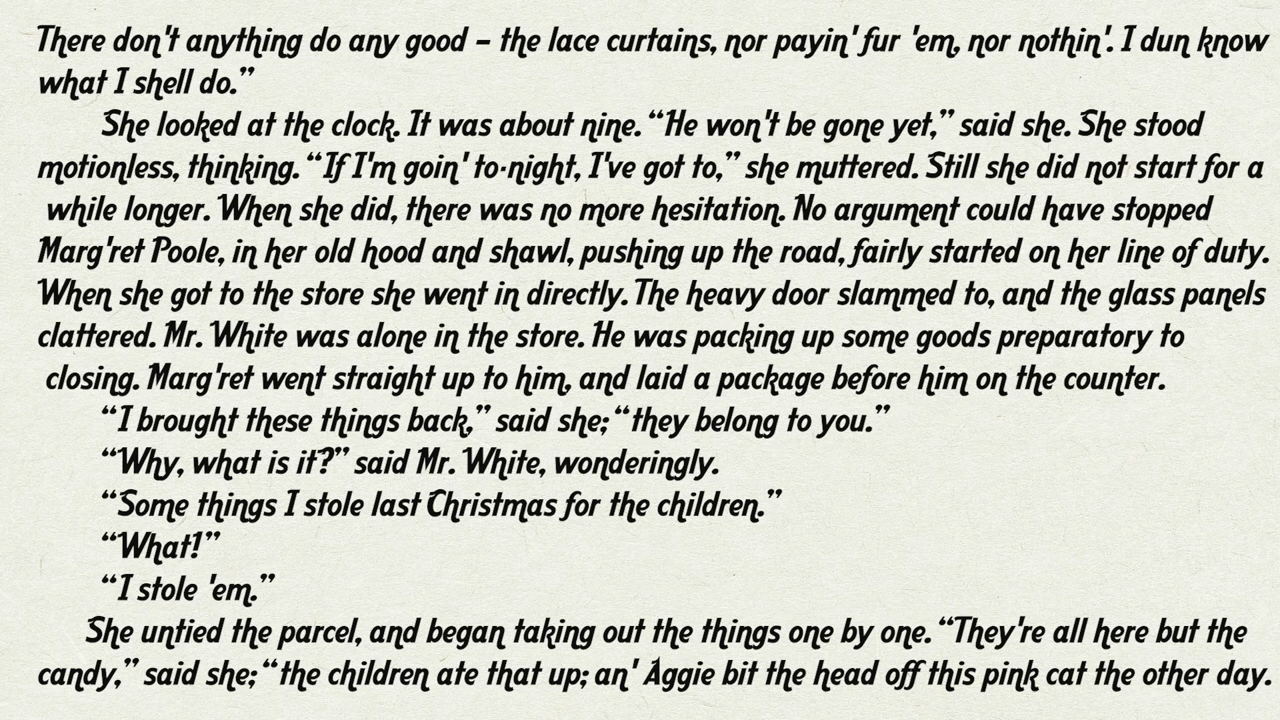 There don't anything do any good – the lace curtains, nor payin' fur 'em, nor nothin'. I dun know
what I shell do.”
She looked at the clock. It was about nine. “He won't be gone yet,” said she. She stood
motionless, thinking. “If I'm goin' to-night, I've got to,” she muttered. Still she did not start for a
while longer. When she did, there was no more hesitation. No argument could have stopped
Marg'ret Poole, in her old hood and shawl, pushing up the road, fairly started on her line of duty.
When she got to the store she went in directly. The heavy door slammed to, and the glass panels
clattered. Mr. White was alone in the store. He was packing up some goods preparatory to
closing. Marg'ret went straight up to him, and laid a package before him on the counter.
“I brought these things back,” said she; “they belong to you.”
“Why, what is it?” said Mr. White, wonderingly.
“Some things I stole last Christmas for the children.”
“What!”
“I stole 'em.”
She untied the parcel, and began taking out the things one by one. “They're all here but the
candy,” said she; “the children ate that up; an' Aggie bit the head off this pink cat the other day.